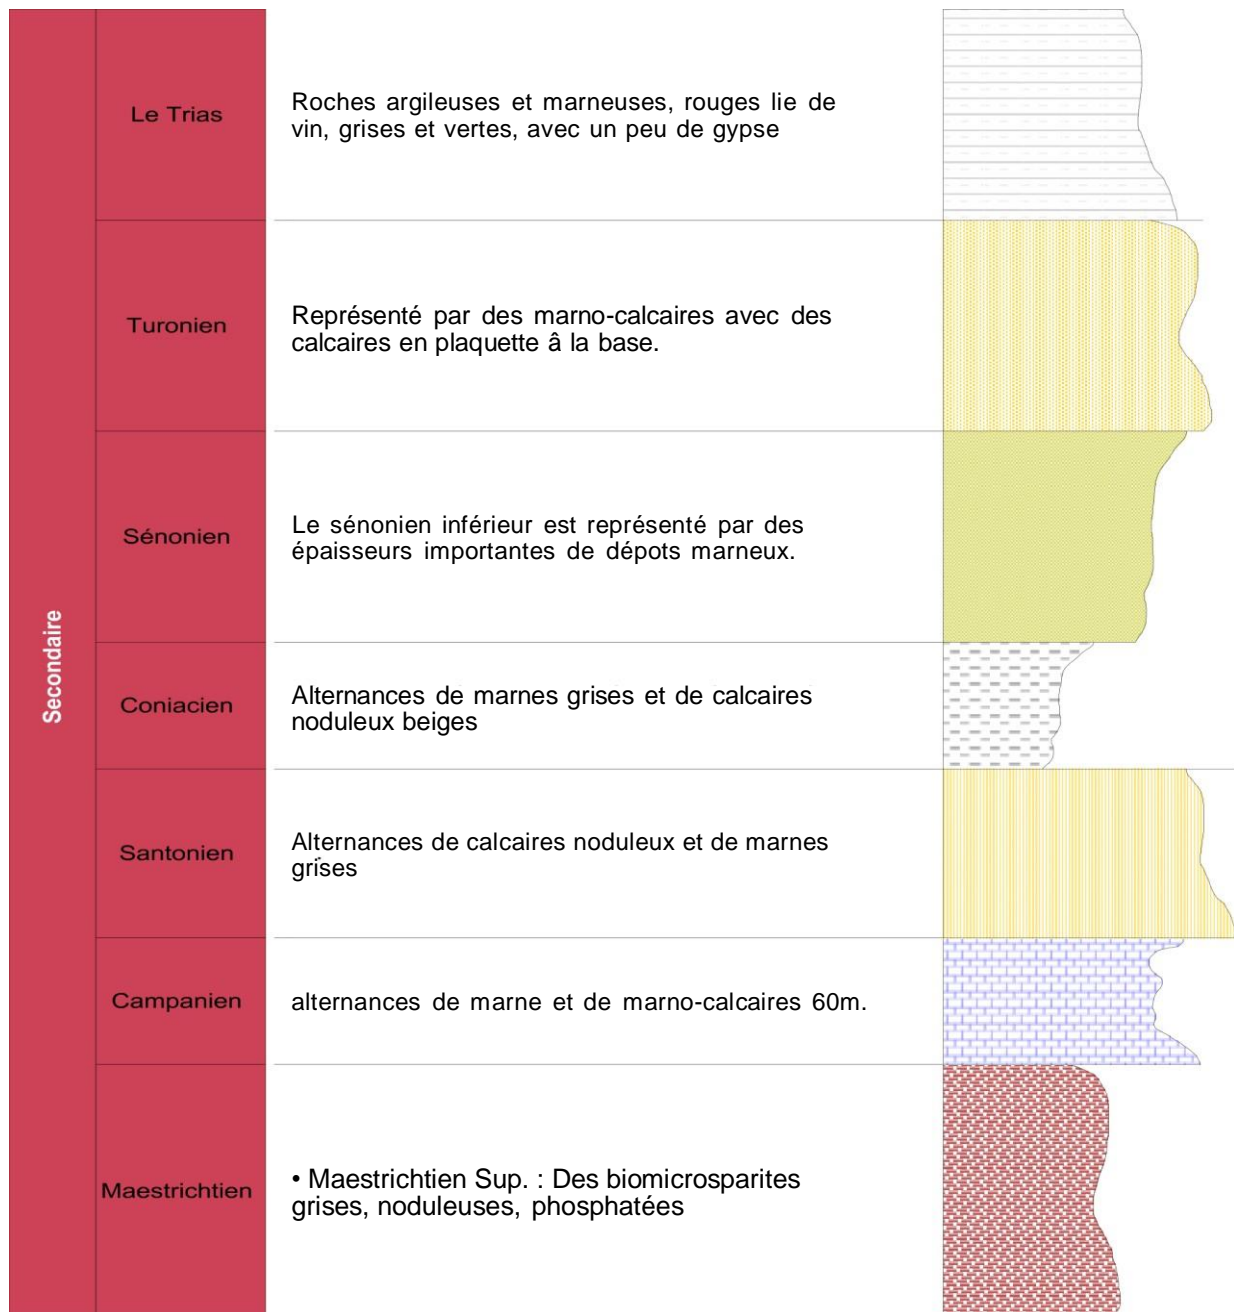 Secondaire
Le Trias
Roches argileuses et marneuses, rouges lie de
vin, grises et vertes, avec un peu de gypse
Turonien
Représenté par des marno-calcaires avec des
calcaires en plaquette â la base.
Sénonien
Le sénonien inférieur est représenté par des
épaisseurs importantes de dépots marneux.
Coniacien
Alternances de marnes grises et de calcaires
noduleux beiges
Santonien
Alternances de calcaires noduleux et de marnes
grises
Campanien
alternances de marne et de marno-calcaires 60m.
Maestrichtien
• Maestrichtien Sup. : Des biomicrosparites
grises, noduleuses, phosphatées